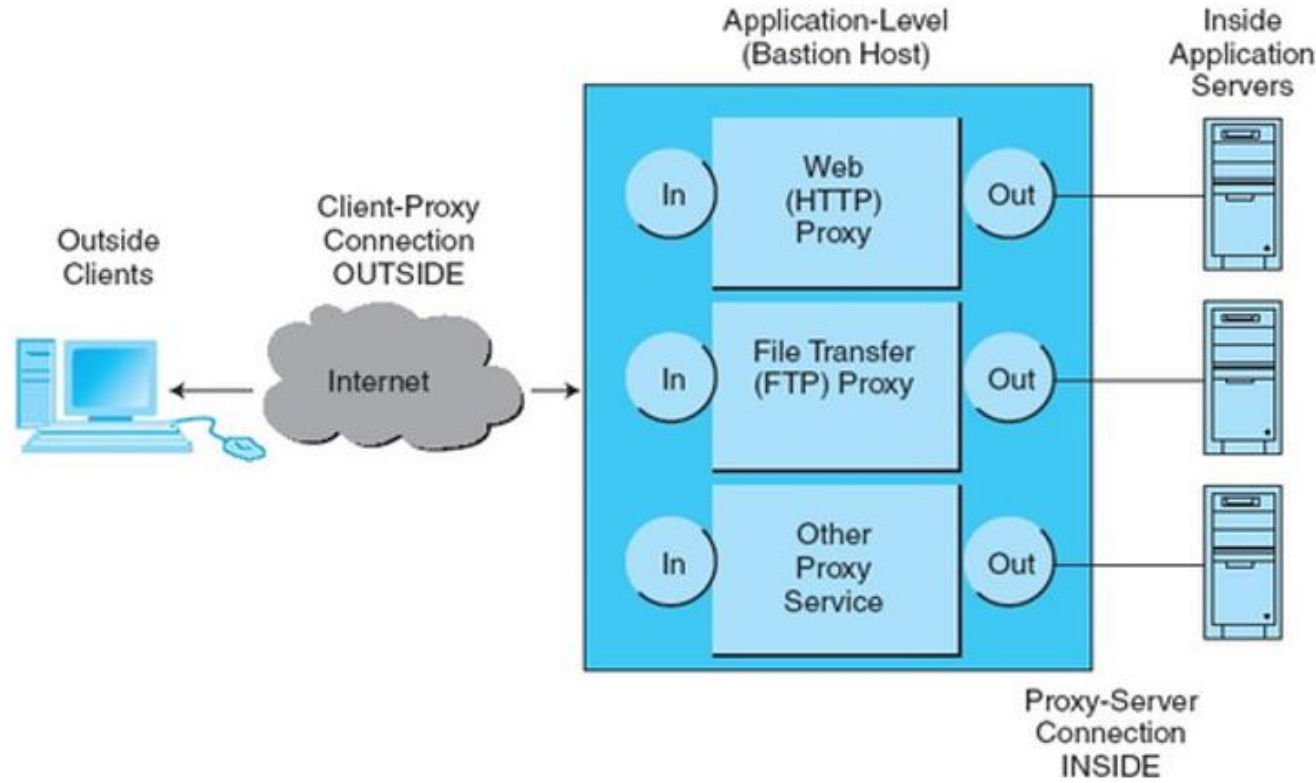 Application-Level
(Bastion Host)
Inside
Application
Servers
Outside
Clients
Client-Proxy
Connection
OUTSIDE
Internet
In
Web
(HTTP)
Proxy
Out
In
File Transfer
(FTP) Proxy
Out
In
Other
Proxy
Service
Out
Proxy-Server
Connection
INSIDE